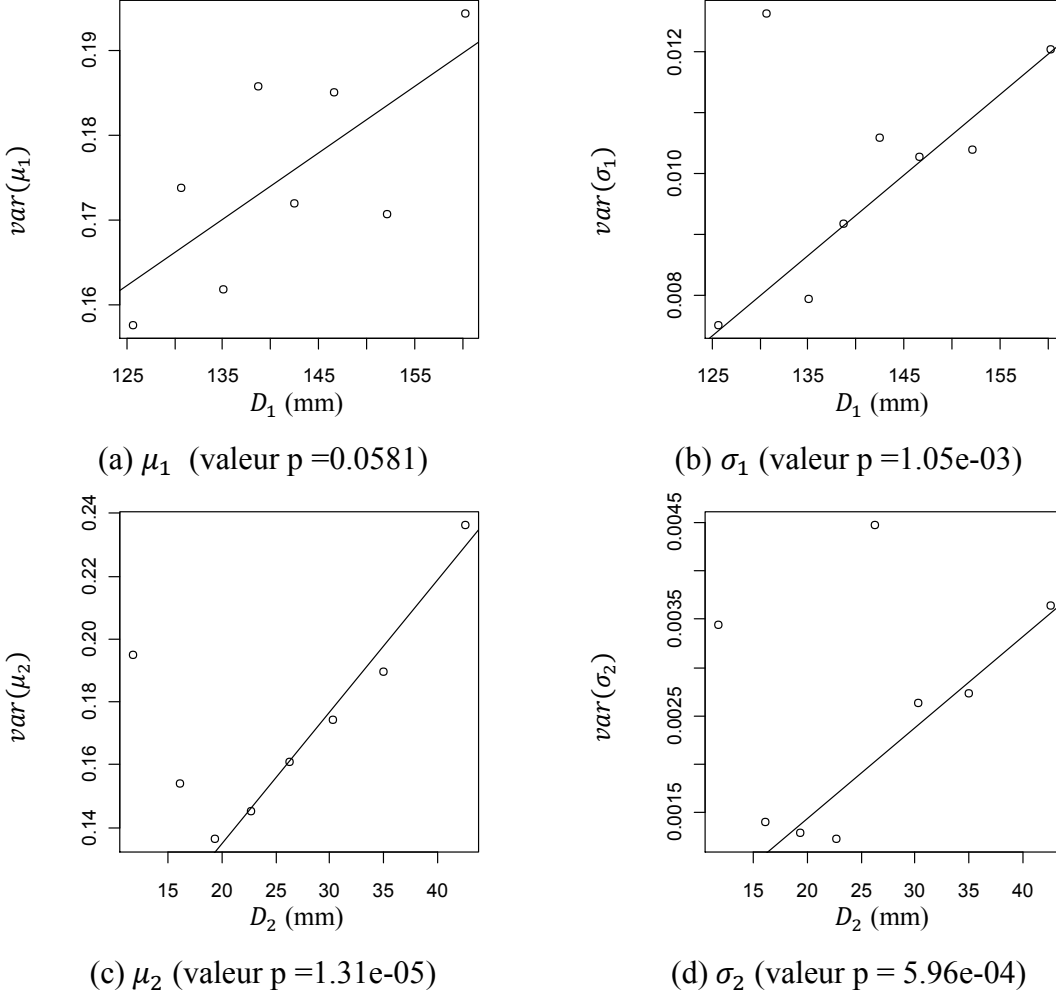 0.19
0.18
0.17
0.16
var(μ₁)
125 135 145 155
D₁ (mm)
(a) μ₁ (valeur p =0.0581)
0.012
0.010
0.008
var(σ₁)
125 135 145 155
D₁ (mm)
(b) σ₁ (valeur p =1.05e-03)
0.24
0.22
0.20
0.18
0.16
0.14
var(μ₂)
15 20 25 30 35 40
D₂ (mm)
(c) μ₂ (valeur p =1.31e-05)
0.0045
0.0035
0.0025
0.0015
var(σ₂)
15 20 25 30 35 40
D₂ (mm)
(d) σ₂ (valeur p = 5.96e-04)